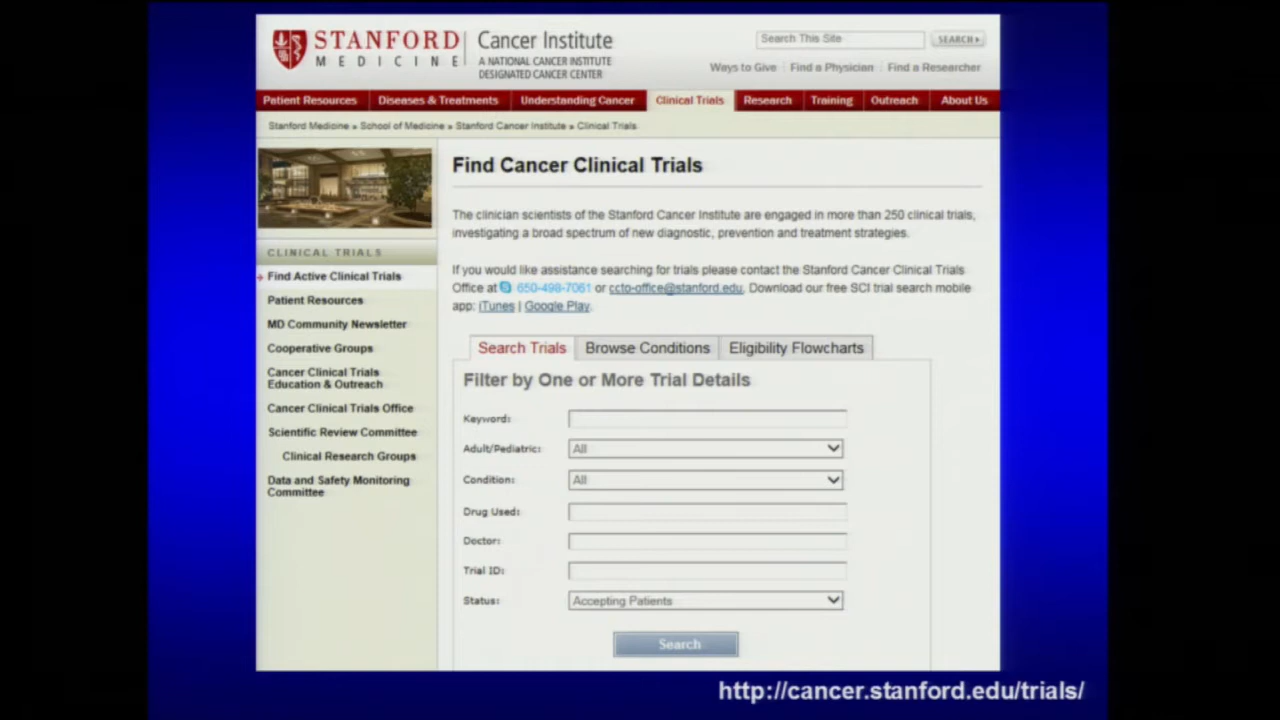 STANFORD
MEDICINE
Cancer Institute
A NATIONAL CANCER INSTITUTE
DESIGNATED CANCER CENTER
Search This Site
SEARCH
Ways to Give | Find a Physician | Find a Researcher
Patient Resources Diseases & Treatments Understanding Cancer Clinical Trials Research Training Outreach About Us
Stanford Medicine » School of Medicine » Stanford Cancer Institute » Clinical Trials
CLINICAL TRIALS
Find Active Clinical Trials
Patient Resources
MD Community Newsletter
Cooperative Groups
Cancer Clinical Trials
Education & Outreach
Cancer Clinical Trials Office
Scientific Review Committee
Clinical Research Groups
Data and Safety Monitoring
Committee
Find Cancer Clinical Trials
The clinician scientists of the Stanford Cancer Institute are engaged in more than 250 clinical trials,
investigating a broad spectrum of new diagnostic, prevention and treatment strategies.
If you would like assistance searching for trials please contact the Stanford Cancer Clinical Trials
Office at 650-498-7061 or ccto-office@stanford.edu. Download our free SCI trial search mobile
app: iTunes | Google Play.
Search Trials Browse Conditions Eligibility Flowcharts
Filter by One or More Trial Details
Keyword:
Adult/Pediatric: All
Condition: All
Drug Used:
Doctor:
Trial ID:
Status: Accepting Patients
Search
http://cancer.stanford.edu/trials/